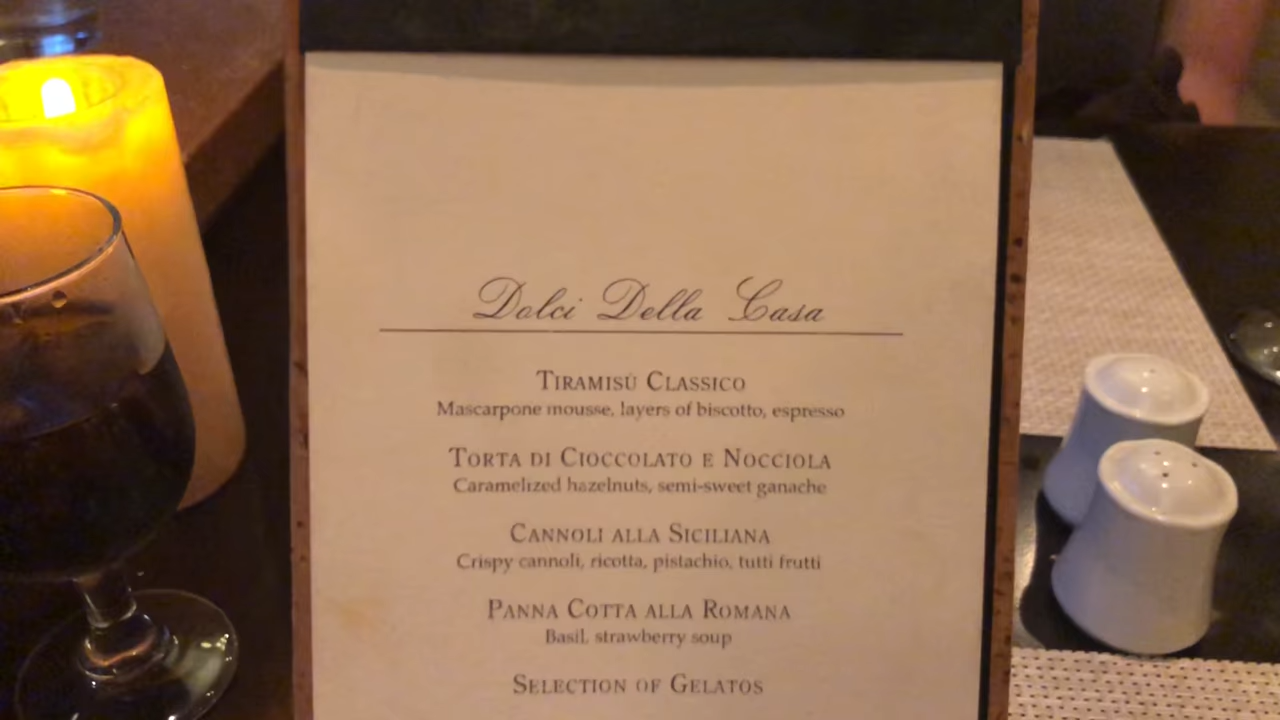 Dolci Della Casa
Tiramisù Classico
Mascarpone mousse, layers of biscotto, espresso
Torta di Cioccolato e Nocciola
Caramelized hazelnuts, semi-sweet ganache
Cannoli alla Siciliana
Crispy cannoli, ricotta, pistachio, tutti frutti
Panna Cotta alla Romana
Basil, strawberry soup
Selection of Gelatos